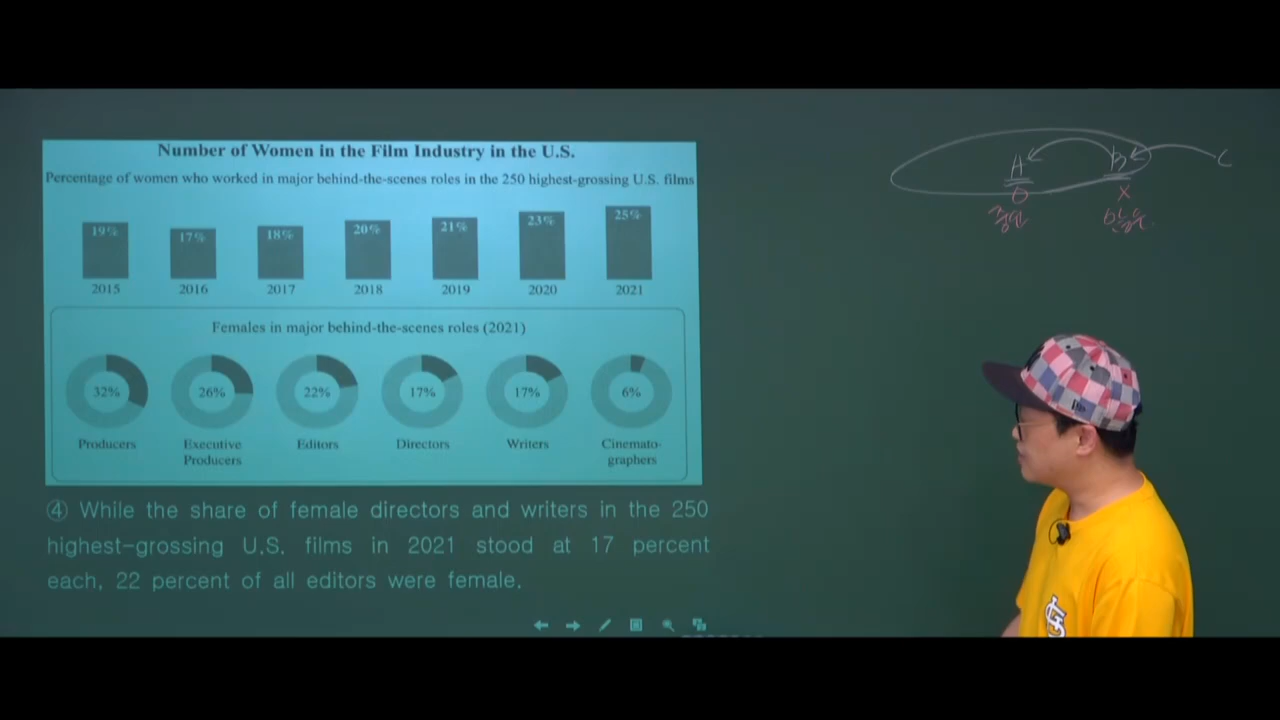 Number of Women in the Film Industry in the U.S.
Percentage of women who worked in major behind-the-scenes roles in the 250 highest-grossing U.S. films
19% 17% 18% 20% 21% 23% 25%
2015 2016 2017 2018 2019 2020 2021
Females in major behind-the-scenes roles (2021)
32% 26% 22% 17% 17% 6%
Producers Executive Producers Editors Directors Writers Cinemato-graphers
④ While the share of female directors and writers in the 250
highest-grossing U.S. films in 2021 stood at 17 percent
each, 22 percent of all editors were female.
A B C
O X